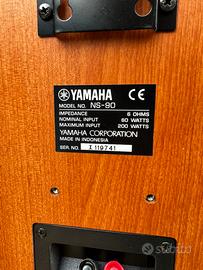 YAMAHA CE
MODEL NO. NS-90
IMPEDANCE 6 OHMS
NOMINAL INPUT 60 WATTS
MAXIMUM INPUT 200 WATTS
YAMAHA CORPORATION
MADE IN INDONESIA
SER. NO. I 119741
subito